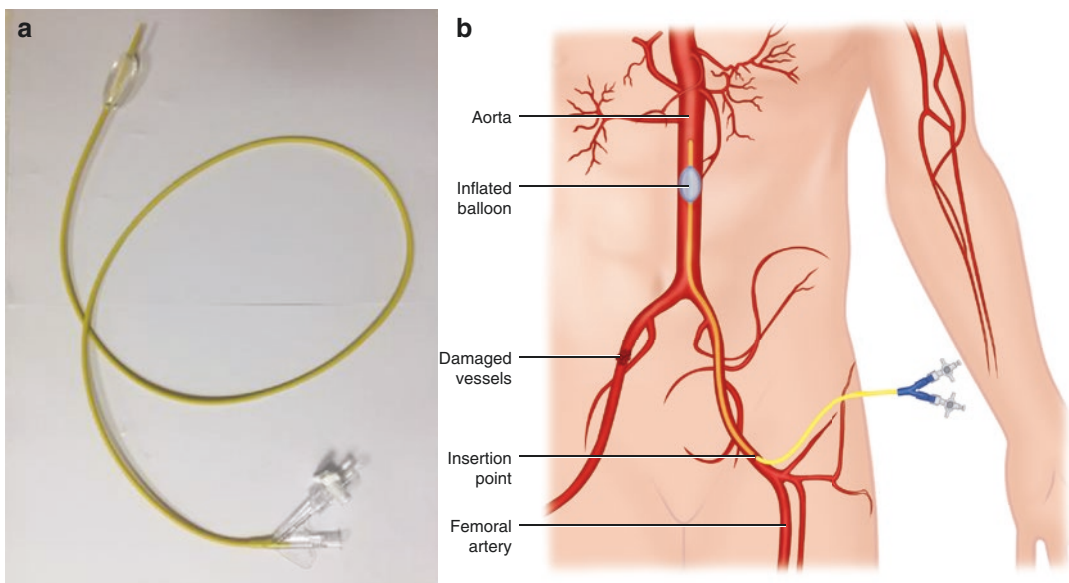 a
b
Aorta
Inflated
balloon
Damaged
vessels
Insertion
point
Femoral
artery